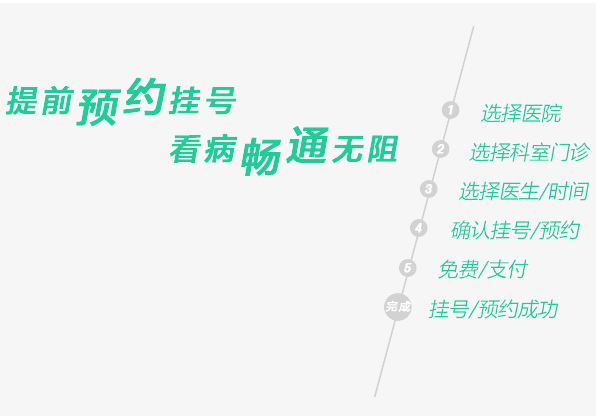 提前预约挂号
看病畅通无阻
1 选择医院
2 选择科室门诊
3 选择医生/时间
4 确认挂号/预约
5 免费/支付
完成 挂号/预约成功